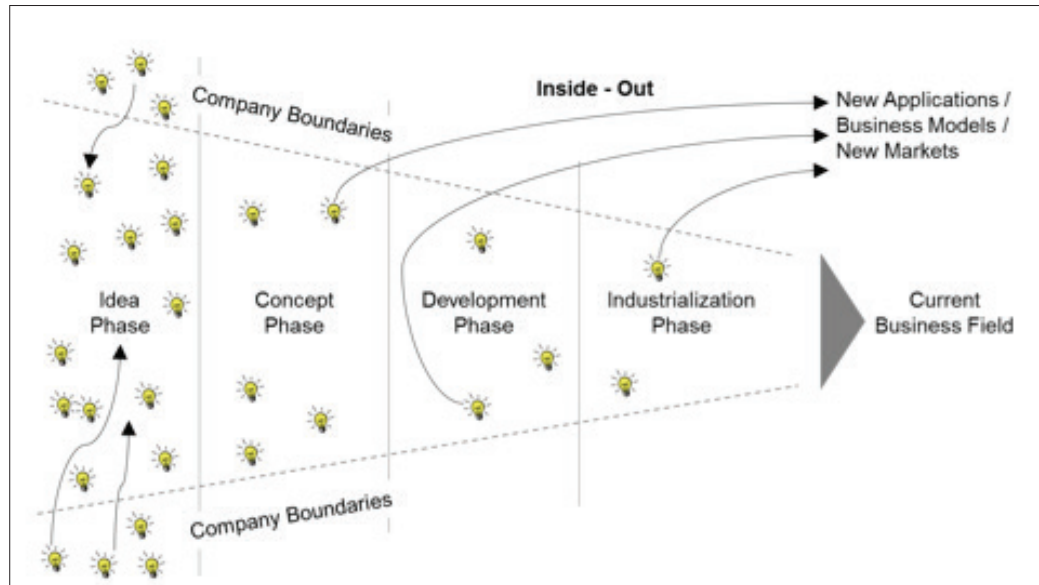 Company Boundaries
Inside - Out
New Applications /
Business Models /
New Markets
Idea
Phase
Concept
Phase
Development
Phase
Industrialization
Phase
Current
Business Field
Company Boundaries